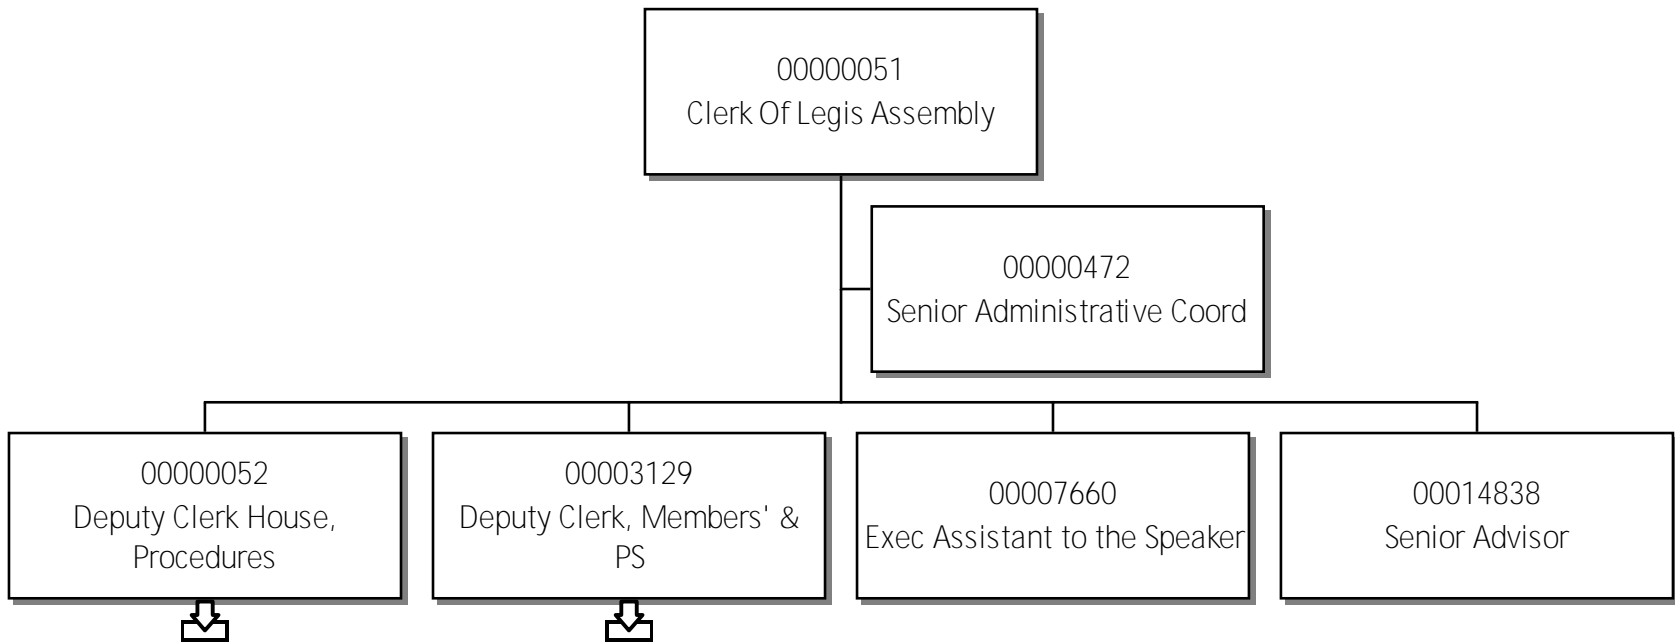 00000051
Clerk Of Legis Assembly
00000472
Senior Administrative Coord
00000052
Deputy Clerk House,
Procedures
00003129
Deputy Clerk, Members' &
PS
00007660
Exec Assistant to the Speaker
00014838
Senior Advisor